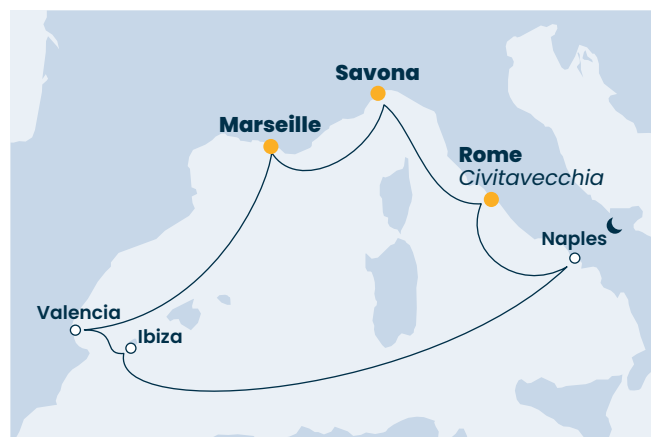 Savona
Marseille
Rome
Civitavecchia
Naples
Valencia
Ibiza